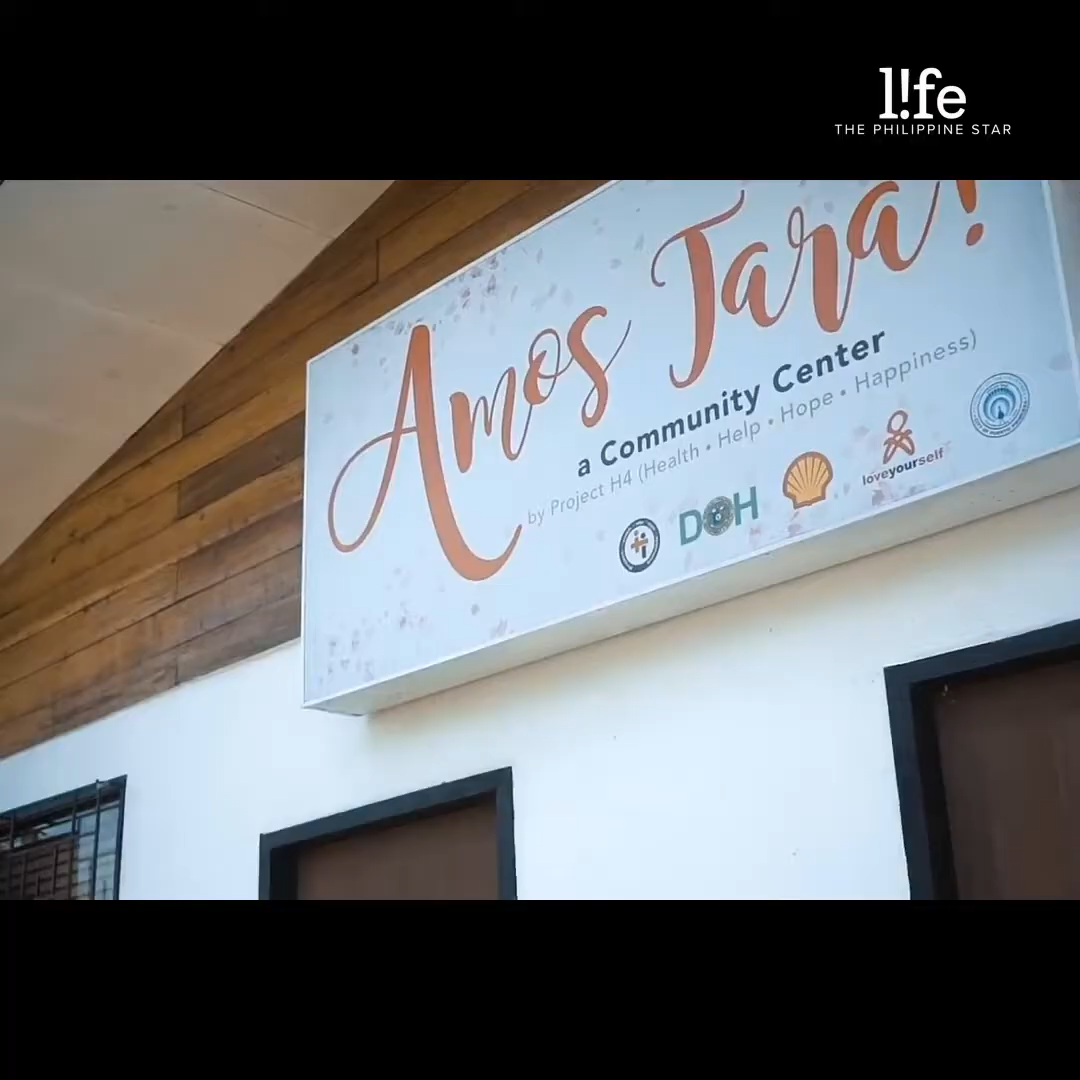 l!fe
THE PHILIPPINE STAR
Amos Tara!
a Community Center
by Project H4 (Health • Help • Hope • Happiness)
DOH
loveyourself